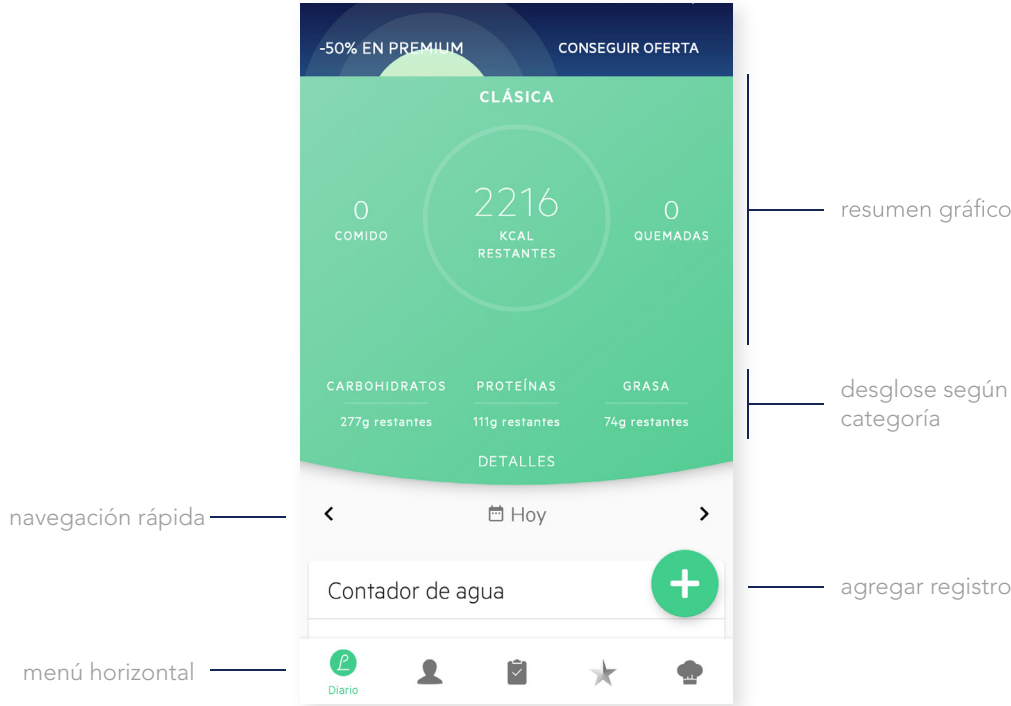 -50% EN PREMIUM CONSEGUIR OFERTA
CLÁSICA
0
COMIDO
2216
KCAL
RESTANTES
0
QUEMADAS
resumen gráfico
CARBOHIDRATOS PROTEÍNAS GRASA
277g restantes 111g restantes 74g restantes
desglose según
categoría
DETALLES
navegación rápida
Hoy
Contador de agua
agregar registro
menú horizontal
Diario